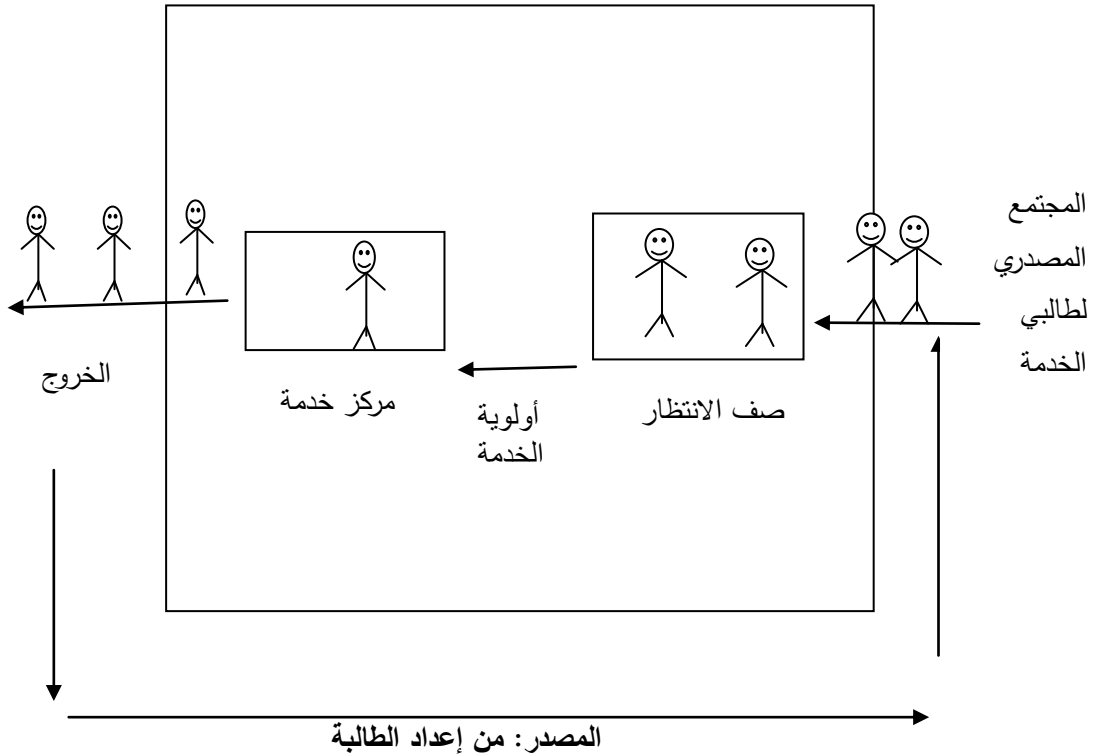 المجتمع
المصدري
لطالبي
الخدمة
صف الانتظار
أولوية
الخدمة
مركز خدمة
الخروج
المصدر: من إعداد الطالبة